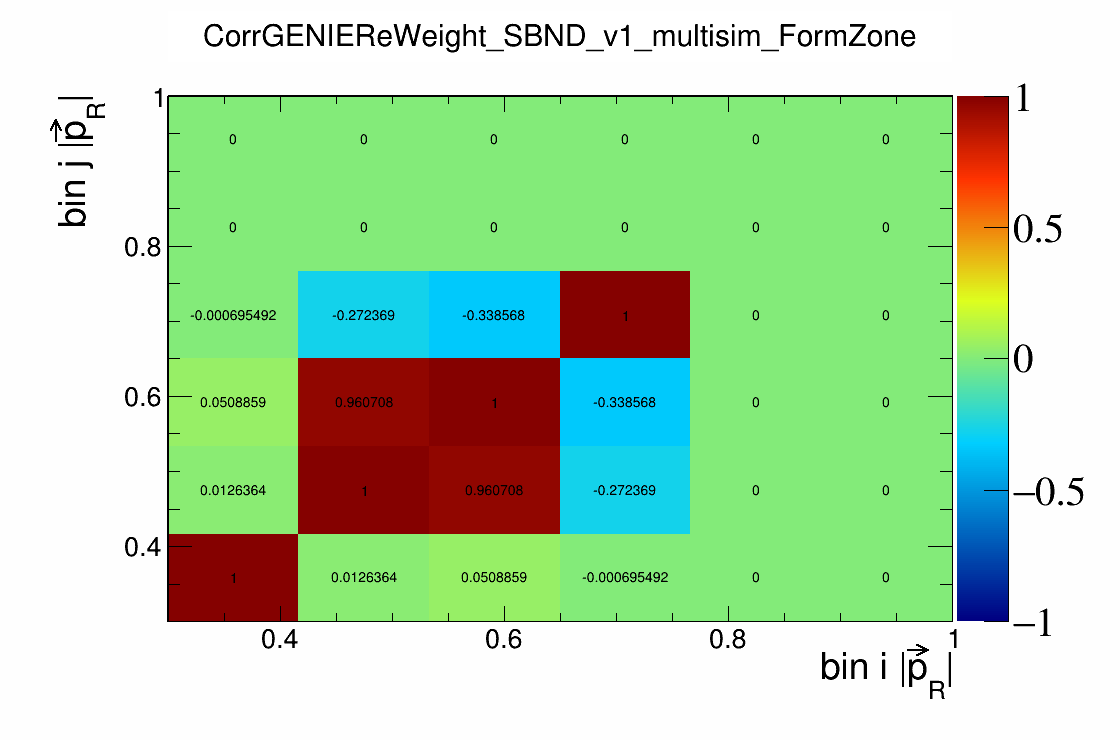 CorrGENIEReWeight_SBND_v1_multisim_FormZone
bin j |p⃗_R|
1
0.8
0.6
0.4
0 0 0 0 0 0
0 0 0 0 0 0
-0.000695492 -0.272369 -0.338568 1 0 0
0.0508859 0.960708 1 -0.338568 0 0
0.0126364 1 0.960708 -0.272369 0 0
1 0.0126364 0.0508859 -0.000695492 0 0
0.4 0.6 0.8 1
bin i |p⃗_R|
1
0.5
0
−0.5
−1